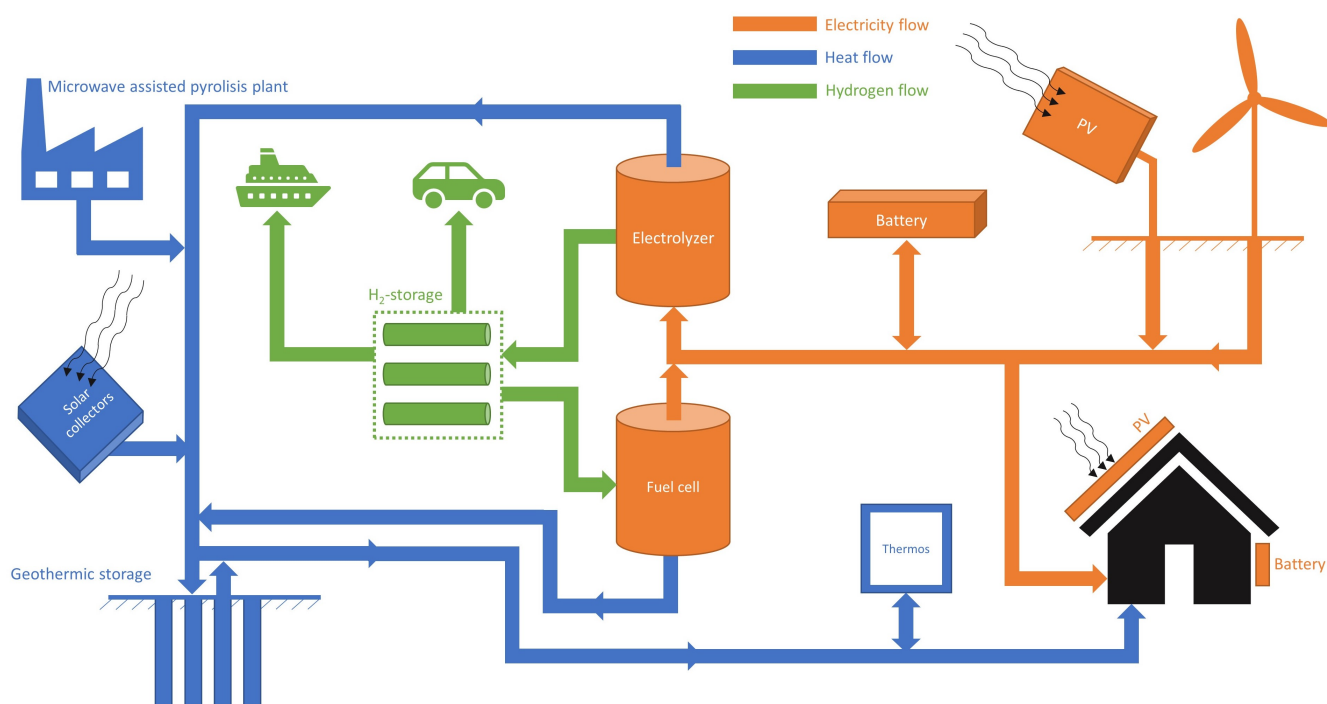 Electricity flow
Heat flow
Hydrogen flow
Microwave assisted pyrolisis plant
PV
Battery
Electrolyzer
H₂-storage
Solar
collectors
PV
Fuel cell
Thermos
Battery
Geothermic storage